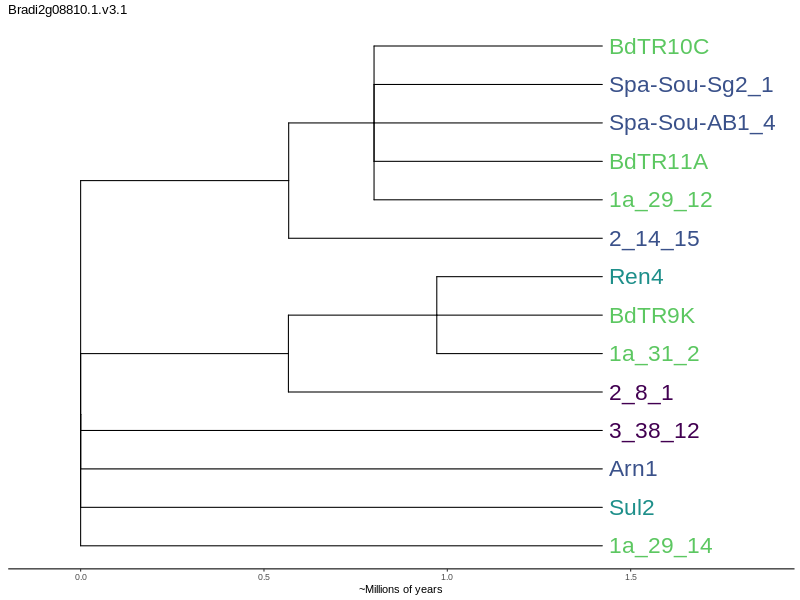 Bradi2g08810.1.v3.1
BdTR10C
Spa-Sou-Sg2_1
Spa-Sou-AB1_4
BdTR11A
1a_29_12
2_14_15
Ren4
BdTR9K
1a_31_2
2_8_1
3_38_12
Arn1
Sul2
1a_29_14
0.0 0.5 1.0 1.5
~Millions of years